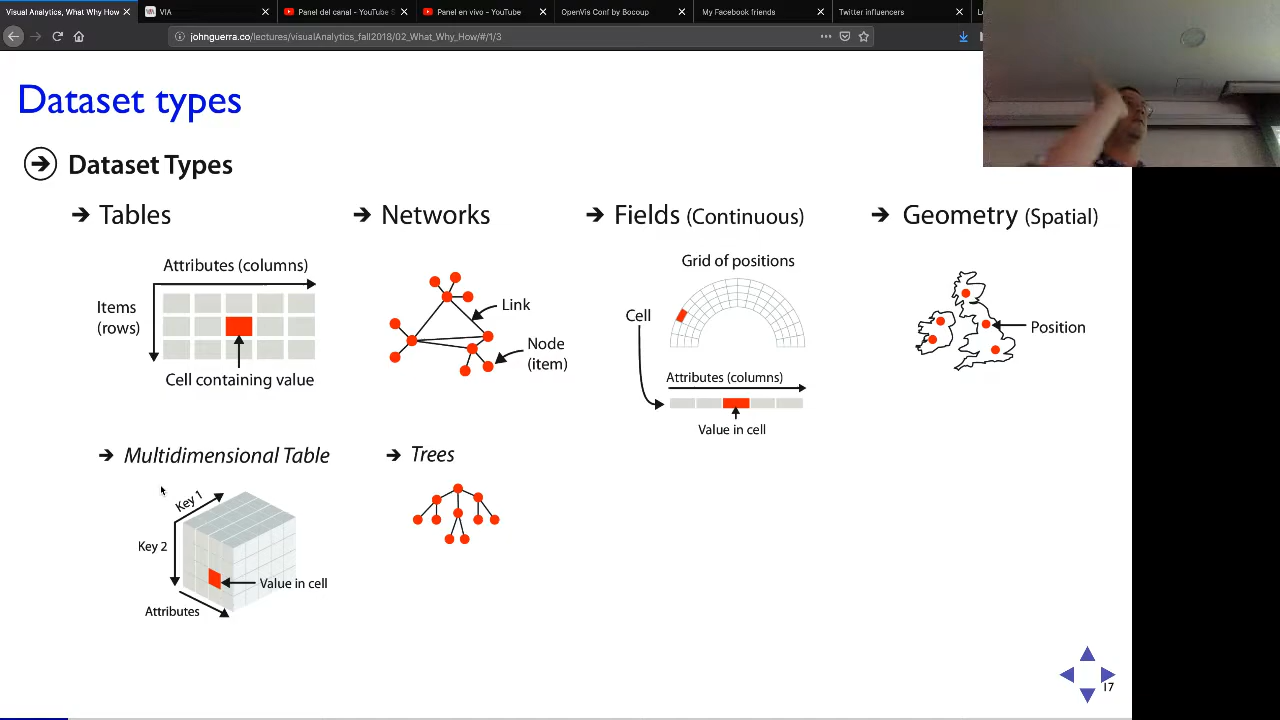 Visual Analytics, What Why How
VIA
Panel del canal - YouTube S
Panel en vivo - YouTube
OpenVis Conf by Bocoup
My Facebook friends
Twitter influencers
johnguerra.co/lectures/visualAnalytics_fall2018/02_What_Why_How/#/1/3
Dataset types
Dataset Types
Tables
Networks
Fields (Continuous)
Geometry (Spatial)
Attributes (columns)
Items
(rows)
Cell containing value
Link
Node
(item)
Grid of positions
Cell
Attributes (columns)
Value in cell
Position
Multidimensional Table
Trees
Key 1
Key 2
Value in cell
Attributes
17